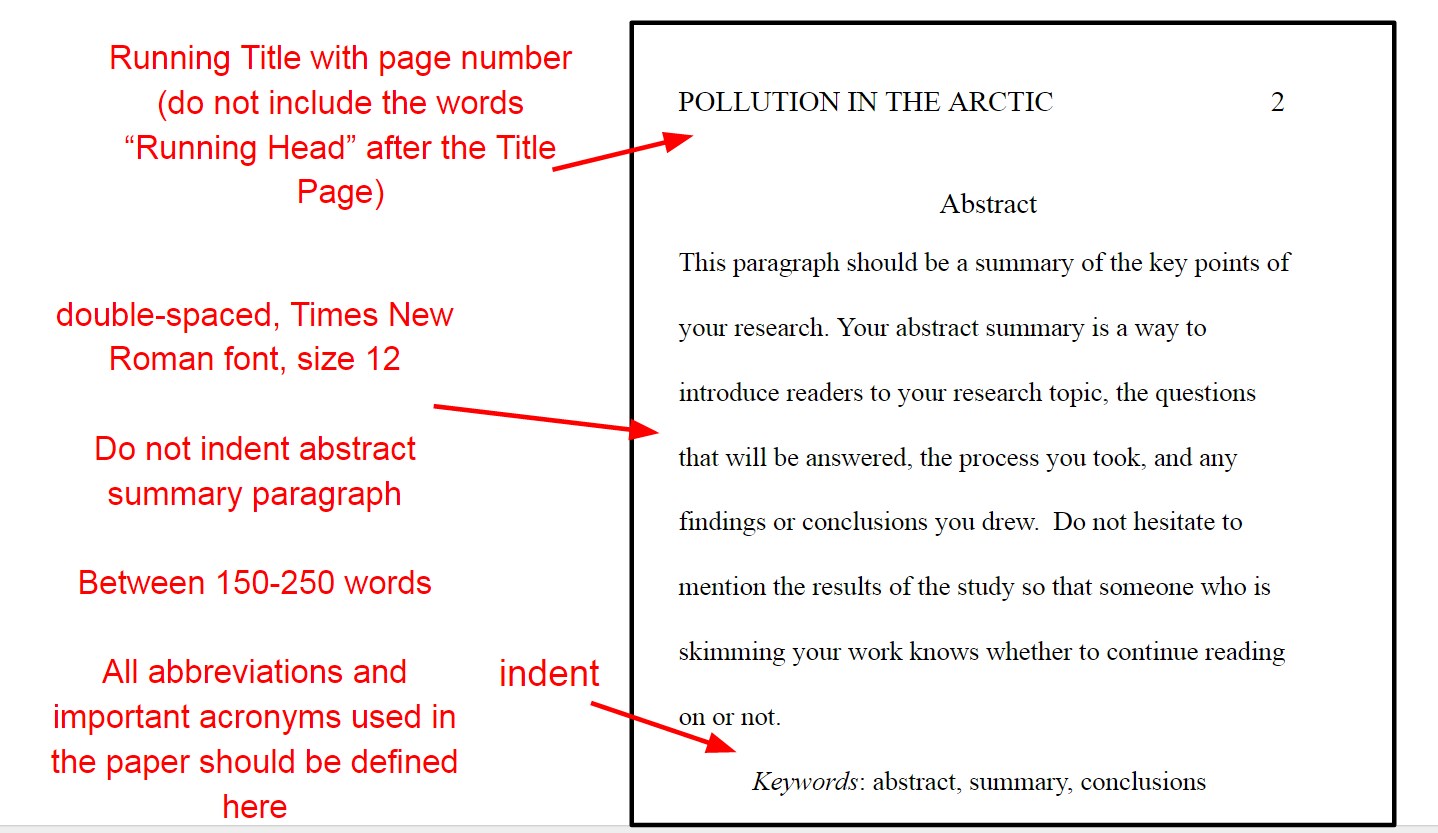 Running Title with page number
(do not include the words
“Running Head” after the Title
Page)
double-spaced, Times New
Roman font, size 12
Do not indent abstract
summary paragraph
Between 150-250 words
All abbreviations and
important acronyms used in
the paper should be defined
here
indent
POLLUTION IN THE ARCTIC 2
Abstract
This paragraph should be a summary of the key points of
your research. Your abstract summary is a way to
introduce readers to your research topic, the questions
that will be answered, the process you took, and any
findings or conclusions you drew.  Do not hesitate to
mention the results of the study so that someone who is
skimming your work knows whether to continue reading
on or not.
Keywords: abstract, summary, conclusions